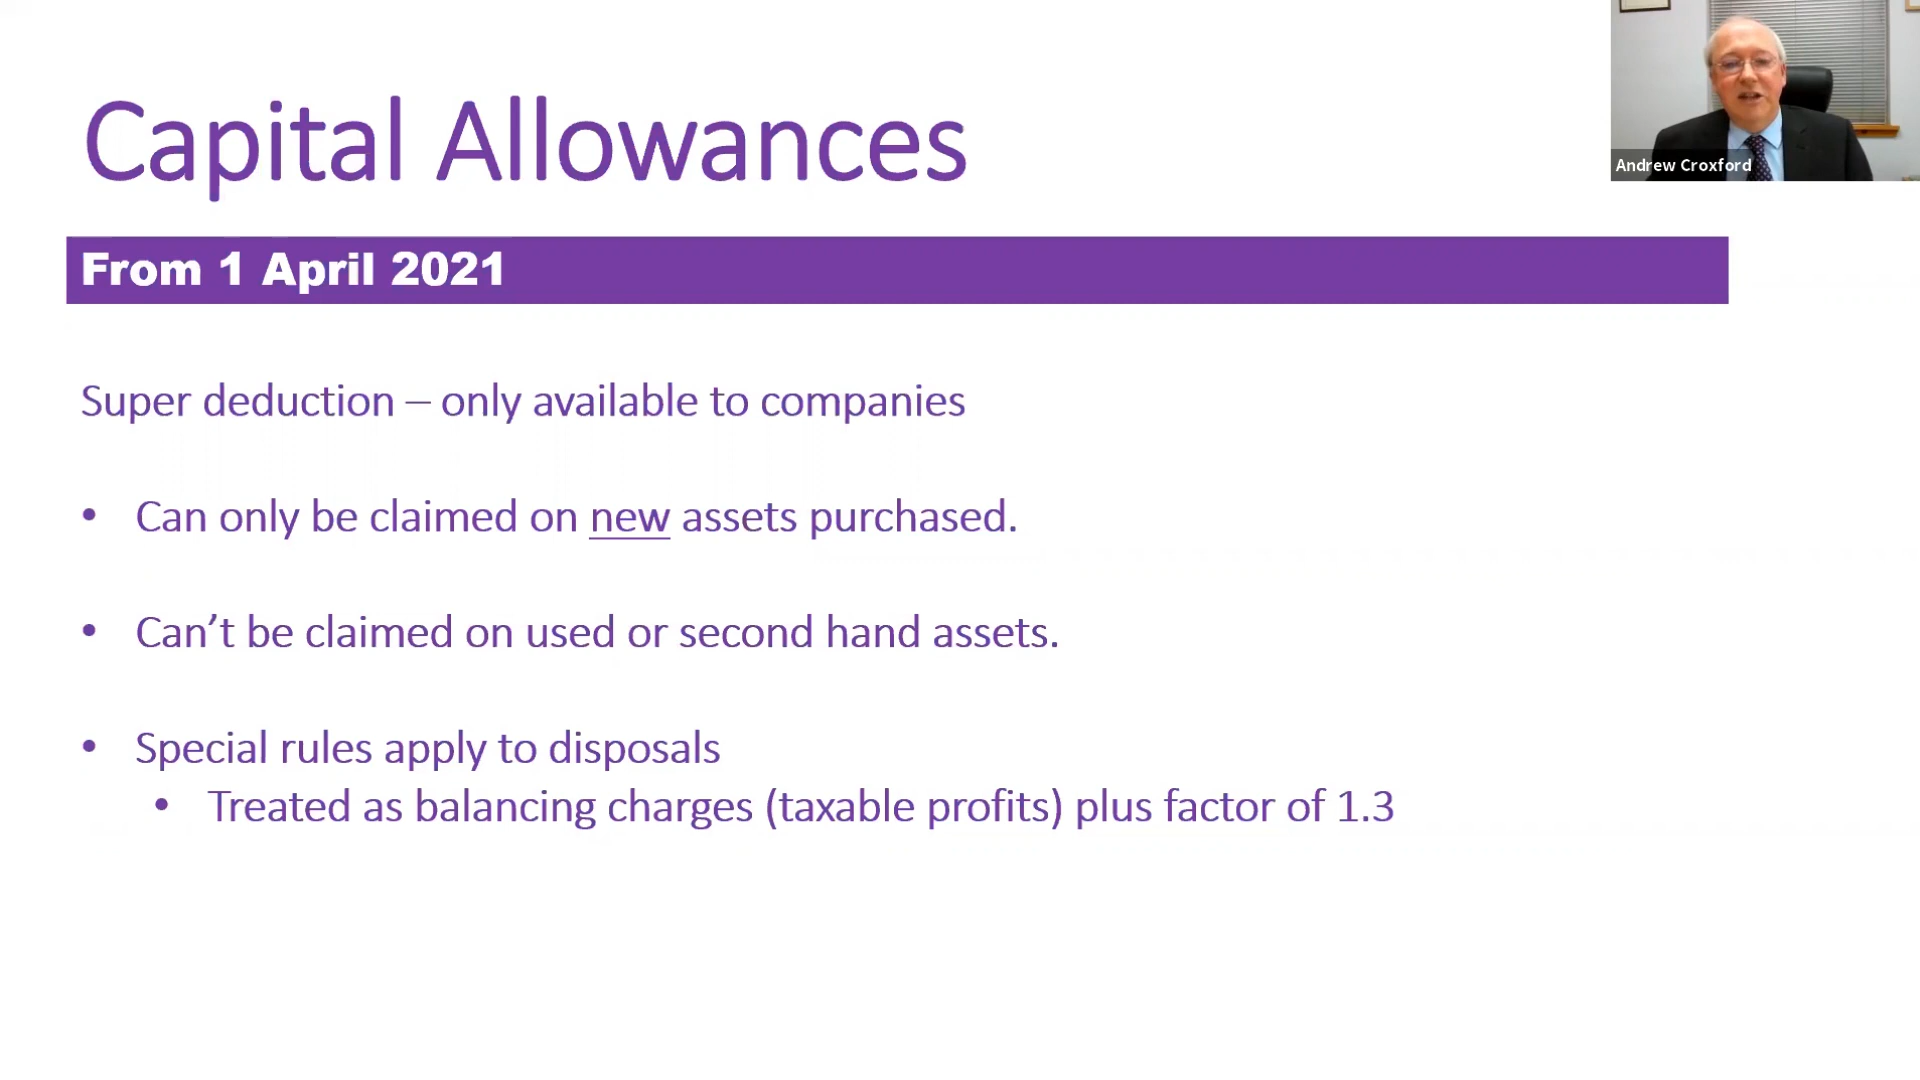 Capital Allowances
Andrew Croxford
From 1 April 2021
Super deduction – only available to companies
• Can only be claimed on new assets purchased.
• Can’t be claimed on used or second hand assets.
• Special rules apply to disposals
• Treated as balancing charges (taxable profits) plus factor of 1.3